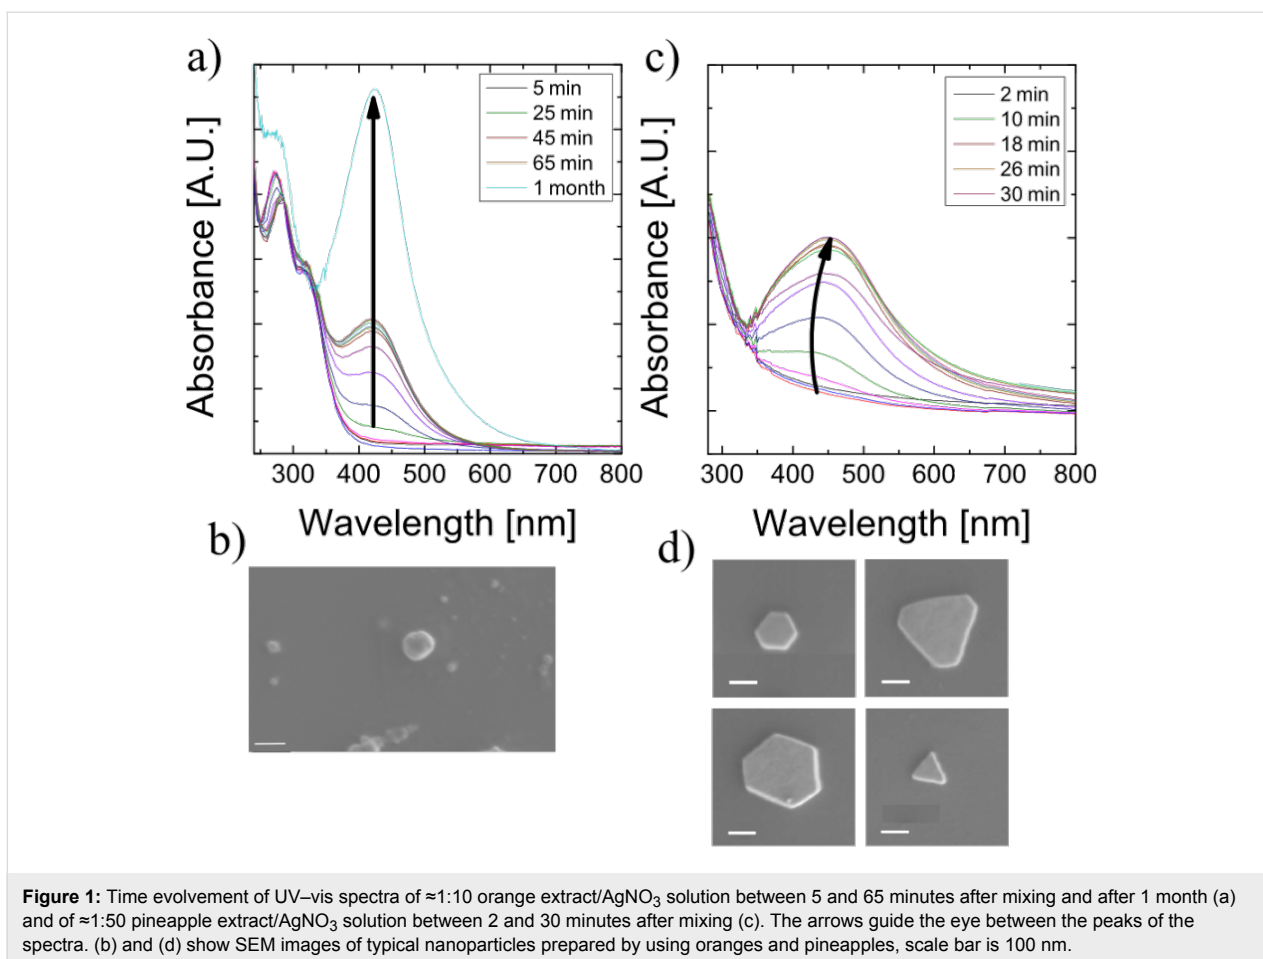 a)
Absorbance [A.U.]
5 min
25 min
45 min
65 min
1 month
300 400 500 600 700 800
Wavelength [nm]
c)
Absorbance [A.U.]
2 min
10 min
18 min
26 min
30 min
300 400 500 600 700 800
Wavelength [nm]
b)
d)
Figure 1: Time evolvement of UV–vis spectra of ≈1:10 orange extract/AgNO₃ solution between 5 and 65 minutes after mixing and after 1 month (a)
and of ≈1:50 pineapple extract/AgNO₃ solution between 2 and 30 minutes after mixing (c). The arrows guide the eye between the peaks of the
spectra. (b) and (d) show SEM images of typical nanoparticles prepared by using oranges and pineapples, scale bar is 100 nm.